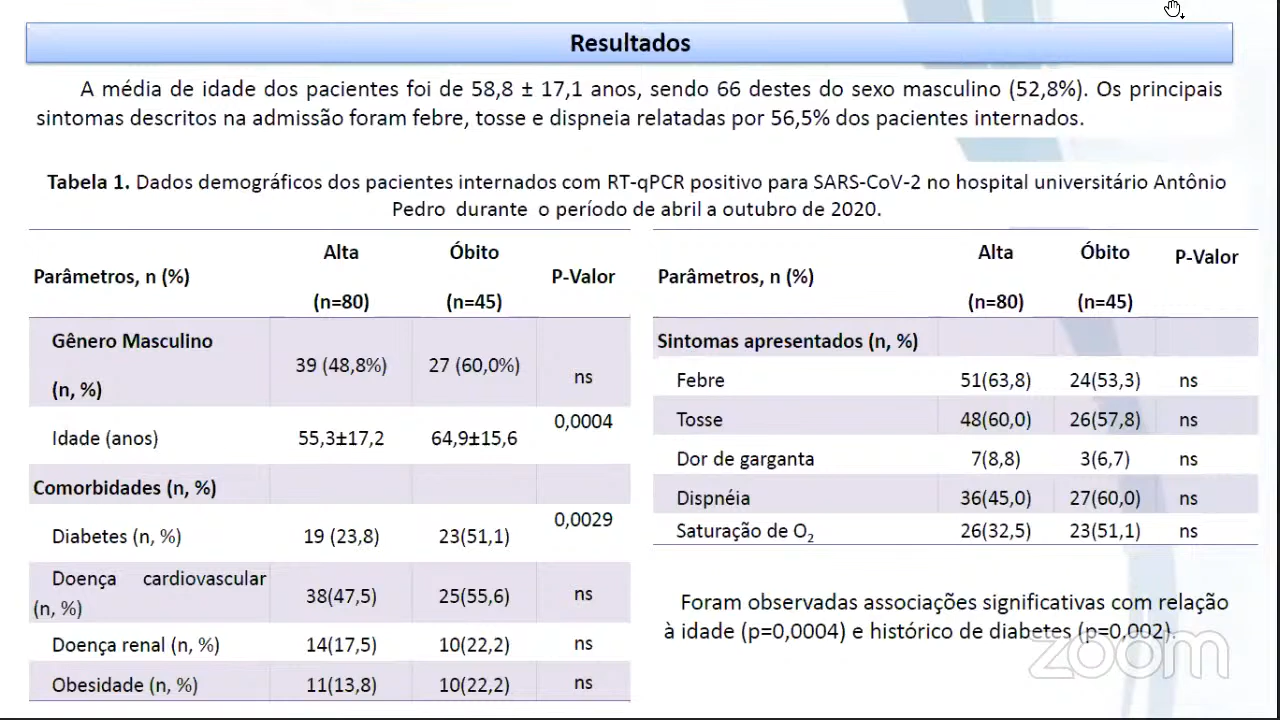 Resultados
A média de idade dos pacientes foi de 58,8 ± 17,1 anos, sendo 66 destes do sexo masculino (52,8%). Os principais
sintomas descritos na admissão foram febre, tosse e dispneia relatadas por 56,5% dos pacientes internados.
Tabela 1. Dados demográficos dos pacientes internados com RT-qPCR positivo para SARS-CoV-2 no hospital universitário Antônio
Pedro durante o período de abril a outubro de 2020.
Parâmetros, n (%) Alta (n=80) Óbito (n=45) P-Valor
Gênero Masculino (n, %) 39 (48,8%) 27 (60,0%) ns
Idade (anos) 55,3±17,2 64,9±15,6 0,0004
Comorbidades (n, %)
Diabetes (n, %) 19 (23,8) 23(51,1) 0,0029
Doença cardiovascular (n, %) 38(47,5) 25(55,6) ns
Doença renal (n, %) 14(17,5) 10(22,2) ns
Obesidade (n, %) 11(13,8) 10(22,2) ns
Parâmetros, n (%) Alta (n=80) Óbito (n=45) P-Valor
Sintomas apresentados (n, %)
Febre 51(63,8) 24(53,3) ns
Tosse 48(60,0) 26(57,8) ns
Dor de garganta 7(8,8) 3(6,7) ns
Dispnéia 36(45,0) 27(60,0) ns
Saturação de O₂ 26(32,5) 23(51,1) ns
Foram observadas associações significativas com relação
à idade (p=0,0004) e histórico de diabetes (p=0,002).
zoom